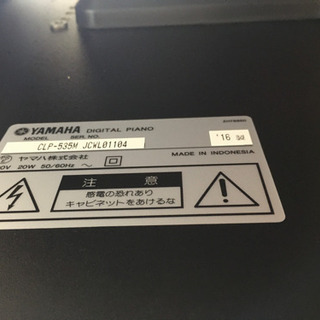 YAMAHA DIGITAL PIANO
MODEL SER. NO.
CLP-535M JCWL01104 '16
0V 20W 50/60Hz
ヤマハ株式会社
MADE IN INDONESIA
注 意
感電の恐れあり
キャビネットをあけるな